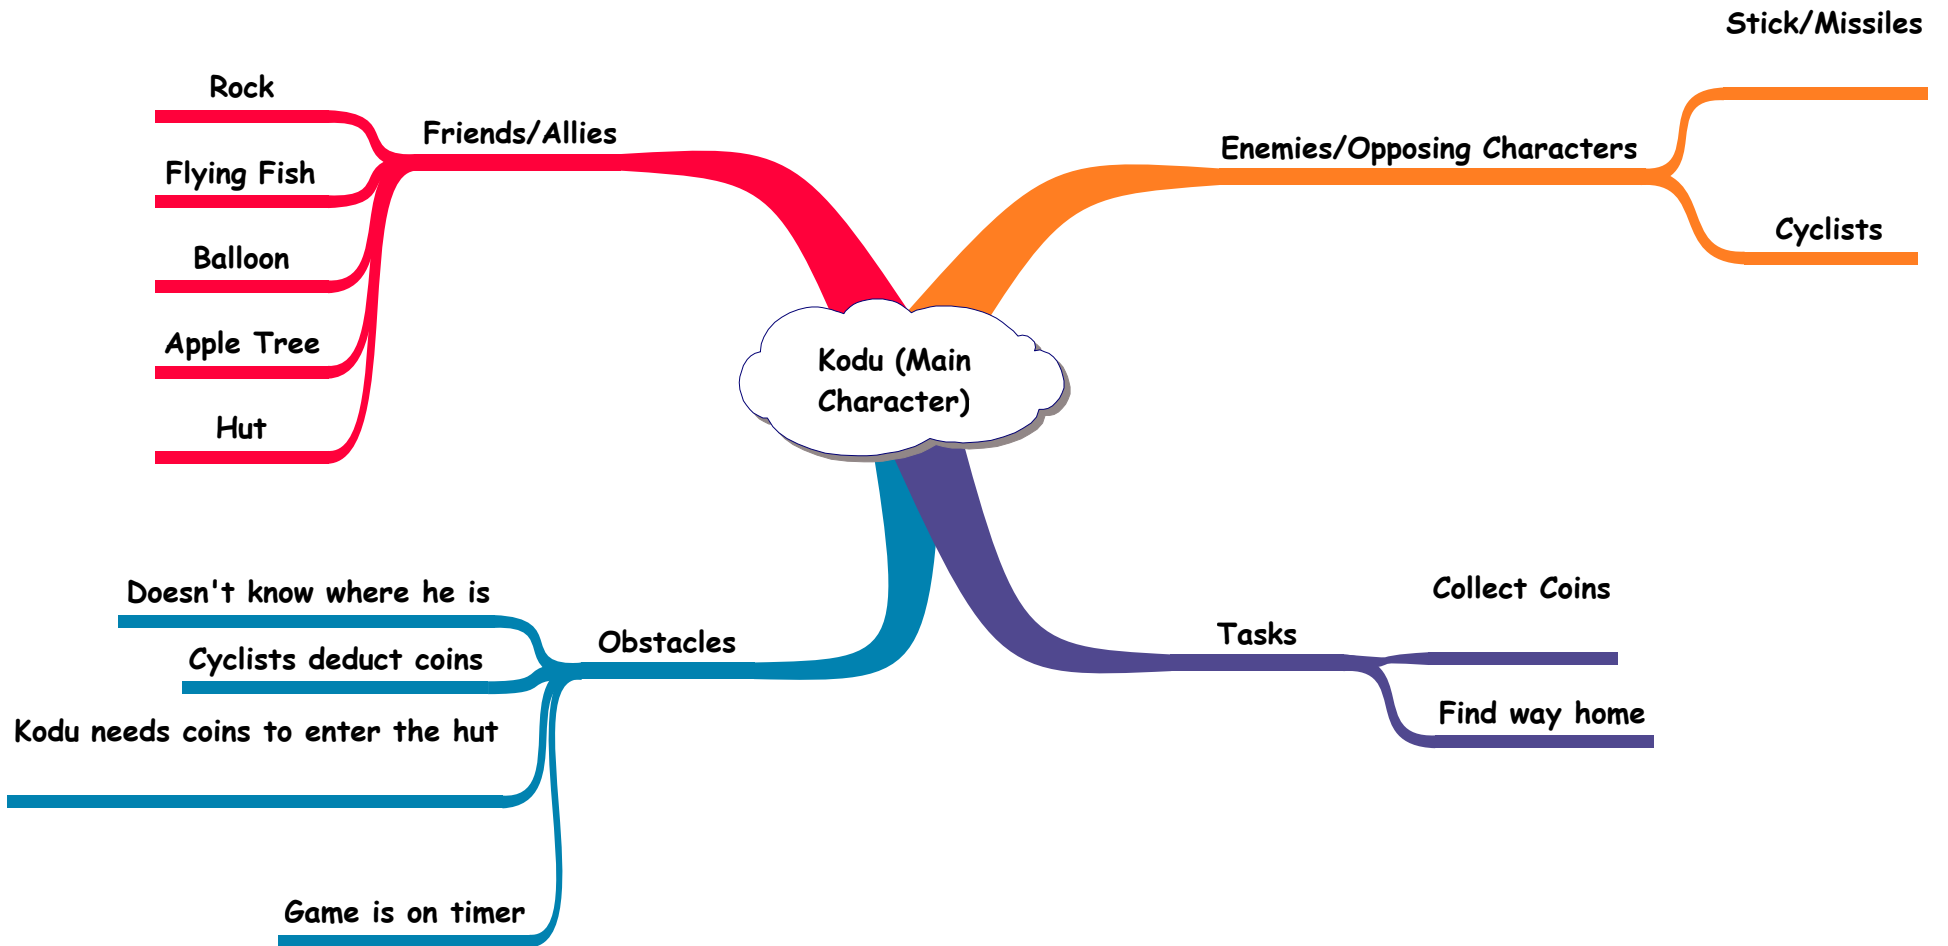 Stick/Missiles
Rock
Friends/Allies
Enemies/Opposing Characters
Flying Fish
Cyclists
Balloon
Apple Tree
Kodu (Main
Character)
Hut
Doesn't know where he is
Collect Coins
Obstacles
Tasks
Cyclists deduct coins
Find way home
Kodu needs coins to enter the hut
Game is on timer